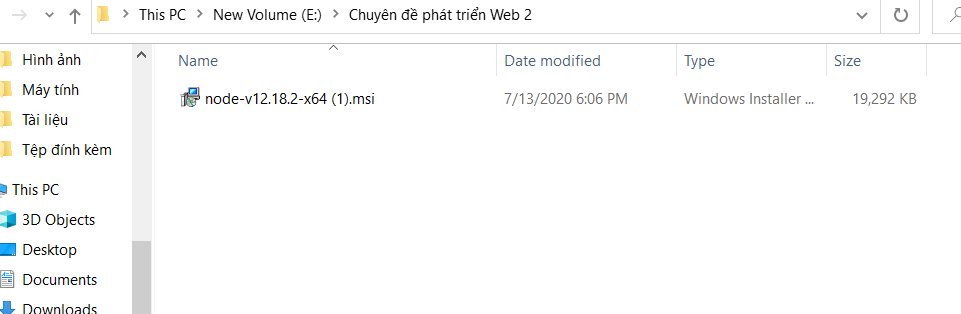 This PC > New Volume (E:) > Chuyên đề phát triển Web 2
Hình ảnh
Máy tính
Tài liệu
Tệp đính kèm
This PC
3D Objects
Desktop
Documents
Downloads
Name Date modified Type Size
node-v12.18.2-x64 (1).msi 7/13/2020 6:06 PM Windows Installer ... 19,292 KB